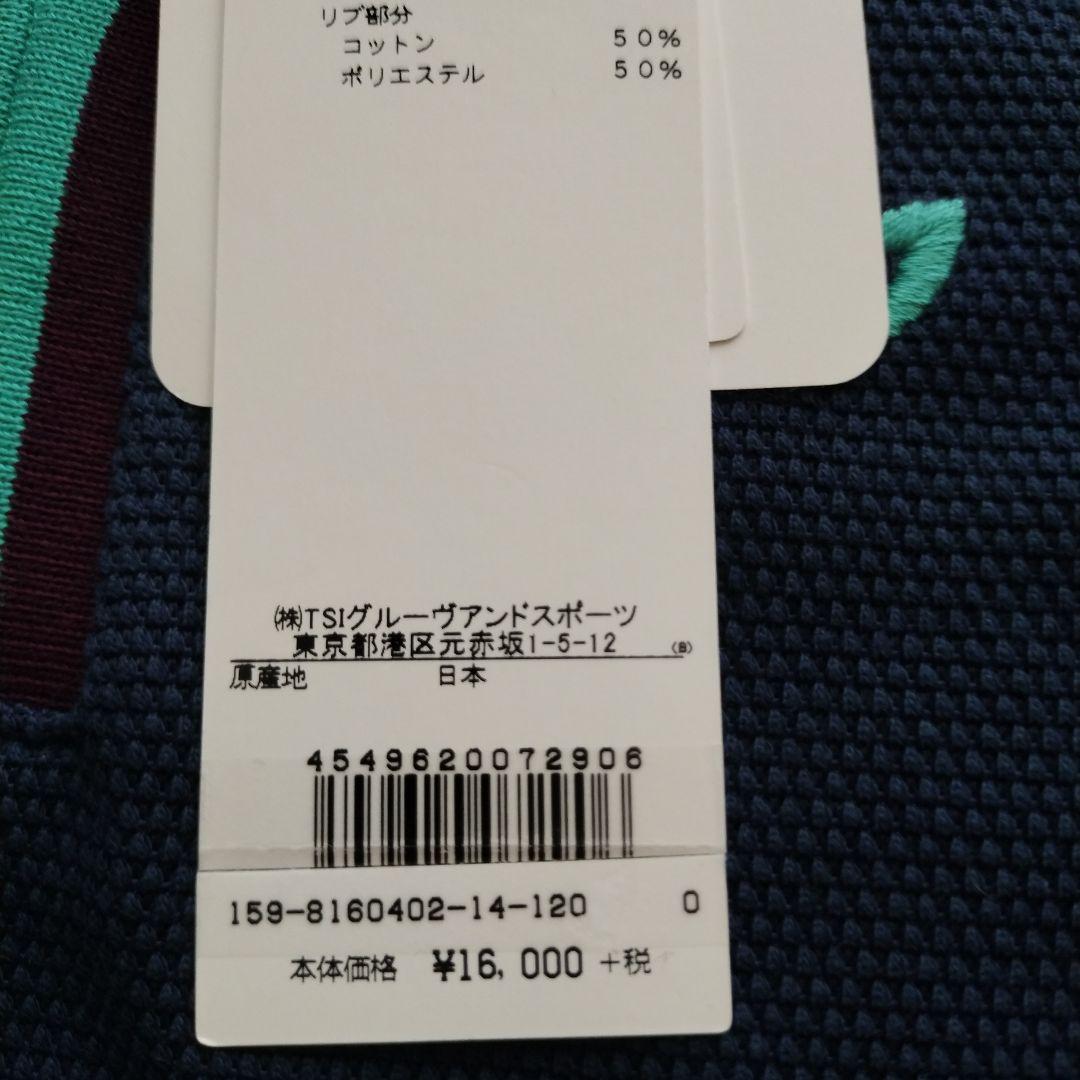 リブ部分
コットン 50%
ポリエステル 50%
㈱TSIグルーヴアンドスポーツ
東京都港区元赤坂1-5-12 (B)
原産地 日本
4549620072906
159-8160402-14-120 0
本体価格 ¥16,000 +税